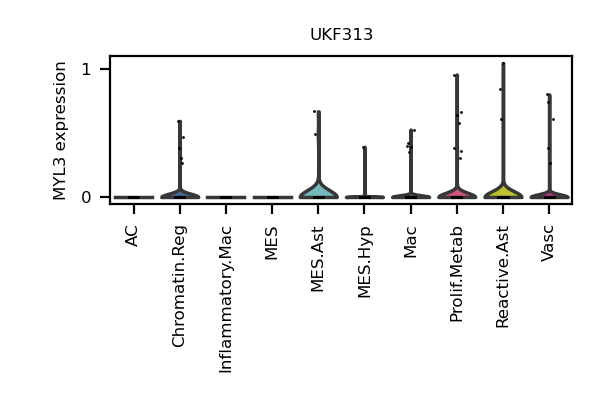 UKF313
MYL3 expression
1
0
AC
Chromatin.Reg
Inflammatory.Mac
MES
MES.Ast
MES.Hyp
Mac
Prolif.Metab
Reactive.Ast
Vasc